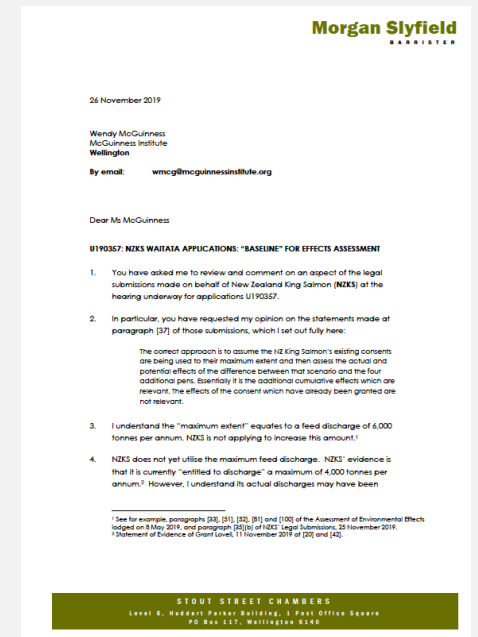 Morgan Slyfield
BARRISTER
26 November 2019
Wendy McGuinness
McGuinness Institute
Wellington
By email: wmcg@mcguinnessinstitute.org
Dear Ms McGuinness
U190357: NZKS WAITATA APPLICATIONS: "BASELINE" FOR EFFECTS ASSESSMENT
1. You have asked me to review and comment on an aspect of the legal
submissions made on behalf of New Zealand King Salmon (NZKS) at the
hearing underway for applications U190357.
2. In particular, you have requested my opinion on the statements made at
paragraph [37] of those submissions, which I set out fully here:
The correct approach is to assume the NZ King Salmon's existing consents
are being used to their maximum extent and then assess the actual and
potential effects of the difference between that scenario and the four
additional pens. Essentially it is the additional cumulative effects which are
relevant. The effects of the consent which have already been granted are
not relevant.
3. I understand the "maximum extent" equates to a feed discharge of 6,000
tonnes per annum. NZKS is not applying to increase this amount.¹
4. NZKS does not yet utilise the maximum feed discharge. NZKS' evidence is
that it is currently "entitled to discharge" a maximum of 4,000 tonnes per
annum.² However, I understand its actual discharges may have been
¹ See for example, paragraphs [33], [51], [52], [81] and [100] of the Assessment of Environmental Effects
lodged on 8 May 2019, and paragraph [35](b) of NZKS' Legal Submissions, 25 November 2019.
² Statement of Evidence of Grant Lovell, 11 November 2019 at [20] and [42].
STOUT STREET CHAMBERS
Level 6, Huddart Parker Building, 1 Post Office Square
PO Box 117, Wellington 6140